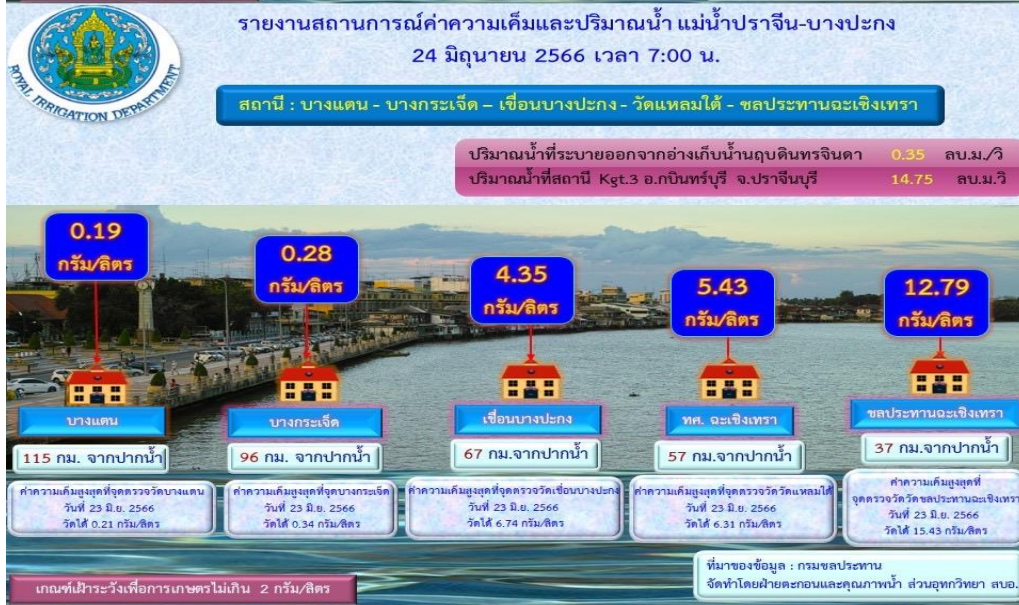 รายงานสถานการณ์ค่าความเค็มและปริมาณน้ำ แม่น้ำปราจีน-บางปะกง
24 มิถุนายน 2566 เวลา 7:00 น.
ROYAL IRRIGATION DEPARTMENT
สถานี : บางแตน - บางกระเจ็ด – เขื่อนบางปะกง - วัดแหลมใต้ - ชลประทานฉะเชิงเทรา
ปริมาณน้ำที่ระบายออกจากอ่างเก็บน้ำนฤบดินทรจินดา 0.35 ลบ.ม./วิ
ปริมาณน้ำที่สถานี Kgt.3 อ.กบินทร์บุรี จ.ปราจีนบุรี 14.75 ลบ.ม.วิ
0.19
กรัม/ลิตร
บางแตน
115 กม. จากปากน้ำ
ค่าความเค็มสูงสุดที่จุดตรวจวัดบางแตน
วันที่ 23 มิ.ย. 2566
วัดได้ 0.21 กรัม/ลิตร
0.28
กรัม/ลิตร
บางกระเจ็ด
96 กม. จากปากน้ำ
ค่าความเค็มสูงสุดที่จุดบางกระเจ็ด
วันที่ 23 มิ.ย. 2566
วัดได้ 0.34 กรัม/ลิตร
4.35
กรัม/ลิตร
เขื่อนบางปะกง
67 กม.จากปากน้ำ
ค่าความเค็มสูงสุดที่จุดตรวจวัดเขื่อนบางปะกง
วันที่ 23 มิ.ย. 2566
วัดได้ 6.74 กรัม/ลิตร
5.43
กรัม/ลิตร
ทศ. ฉะเชิงเทรา
57 กม.จากปากน้ำ
ค่าความเค็มสูงสุดที่จุดตรวจวัดวัดแหลมใต้
วันที่ 23 มิ.ย. 2566
วัดได้ 6.31 กรัม/ลิตร
12.79
กรัม/ลิตร
ชลประทานฉะเชิงเทรา
37 กม.จากปากน้ำ
ค่าความเค็มสูงสุดที่
จุดตรวจวัดวัดชลประทานฉะเชิงเทรา
วันที่ 23 มิ.ย. 2566
วัดได้ 15.43 กรัม/ลิตร
เกณฑ์เฝ้าระวังเพื่อการเกษตรไม่เกิน 2 กรัม/ลิตร
ที่มาของข้อมูล : กรมชลประทาน
จัดทำโดยฝ่ายตะกอนและคุณภาพน้ำ ส่วนอุทกวิทยา สบอ.